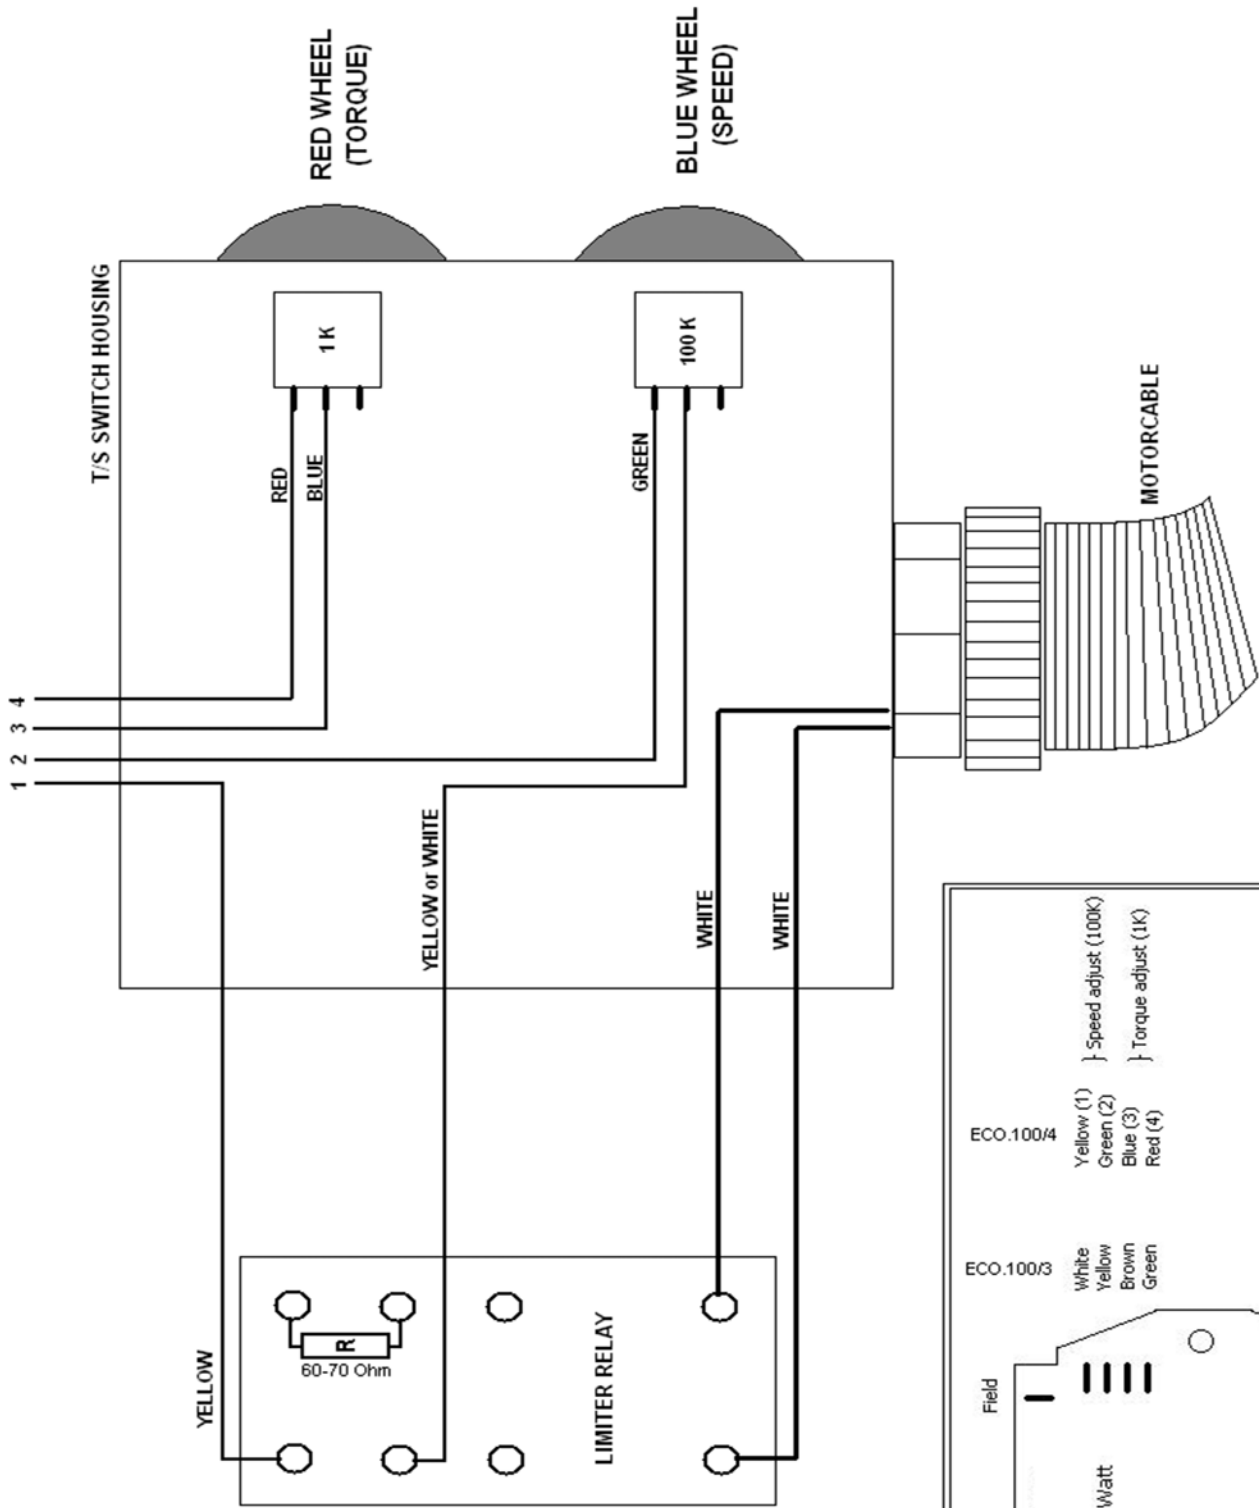 RED WHEEL
(TORQUE)
BLUE WHEEL
(SPEED)
T/S SWITCH HOUSING
1 K
100 K
RED
BLUE
GREEN
MOTORCABLE
4
3
2
1
YELLOW or WHITE
WHITE
WHITE
YELLOW
R
60-70 Ohm
LIMITER RELAY
ECO.100/4
Yellow (1)
Green (2)
Blue (3)
Red (4)
} Speed adjust (100K)
} Torque adjust (1K)
ECO.100/3
White
Yellow
Brown
Green
Field
Watt